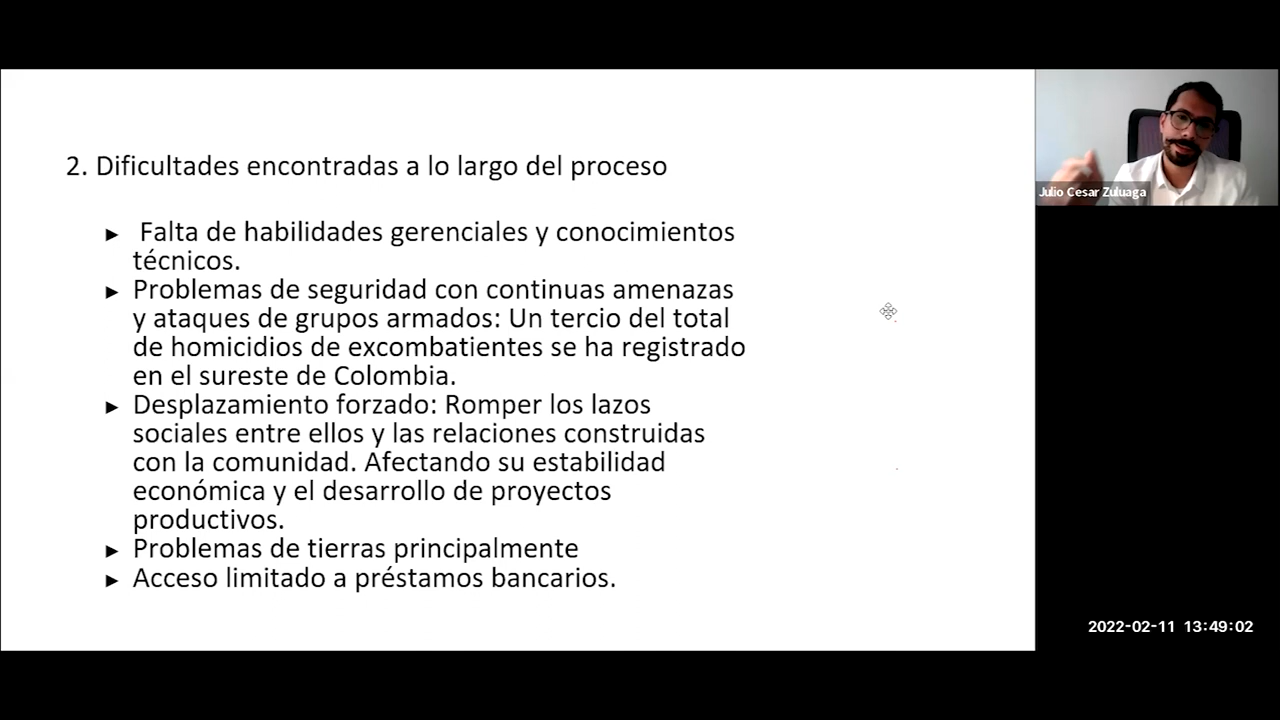 2. Dificultades encontradas a lo largo del proceso
► Falta de habilidades gerenciales y conocimientos
técnicos.
► Problemas de seguridad con continuas amenazas
y ataques de grupos armados: Un tercio del total
de homicidios de excombatientes se ha registrado
en el sureste de Colombia.
► Desplazamiento forzado: Romper los lazos
sociales entre ellos y las relaciones construidas
con la comunidad. Afectando su estabilidad
económica y el desarrollo de proyectos
productivos.
► Problemas de tierras principalmente
► Acceso limitado a préstamos bancarios.
Julio Cesar Zuluaga
2022-02-11 13:49:02